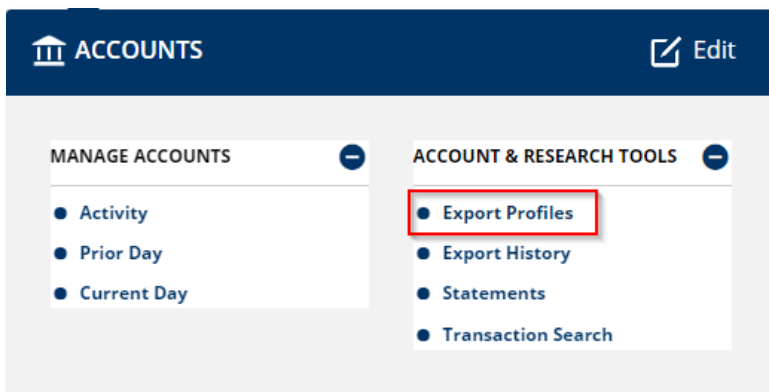 ACCOUNTS
Edit
MANAGE ACCOUNTS
Activity
Prior Day
Current Day
ACCOUNT & RESEARCH TOOLS
Export Profiles
Export History
Statements
Transaction Search